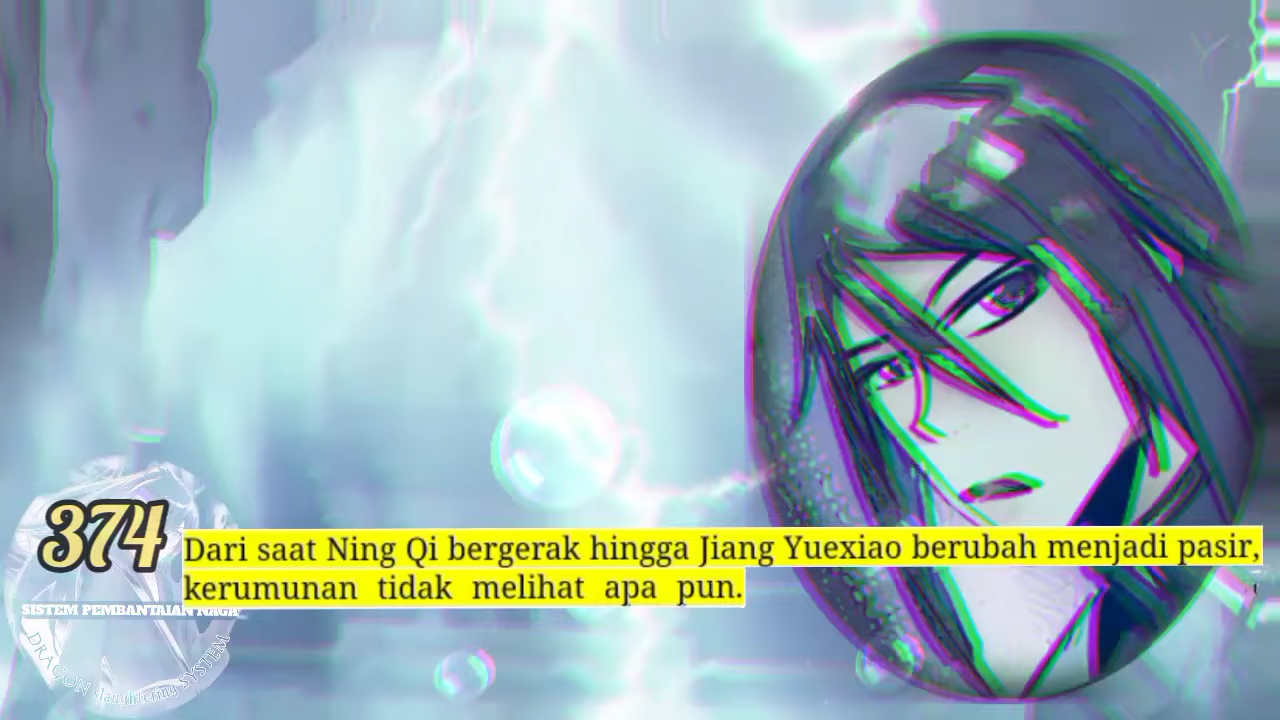 374
Dari saat Ning Qi bergerak hingga Jiang Yuexiao berubah menjadi pasir,
kerumunan tidak melihat apa pun.
SISTEM PEMBANTAIAN NAGA
DRAGON slaughtering SYSTEM